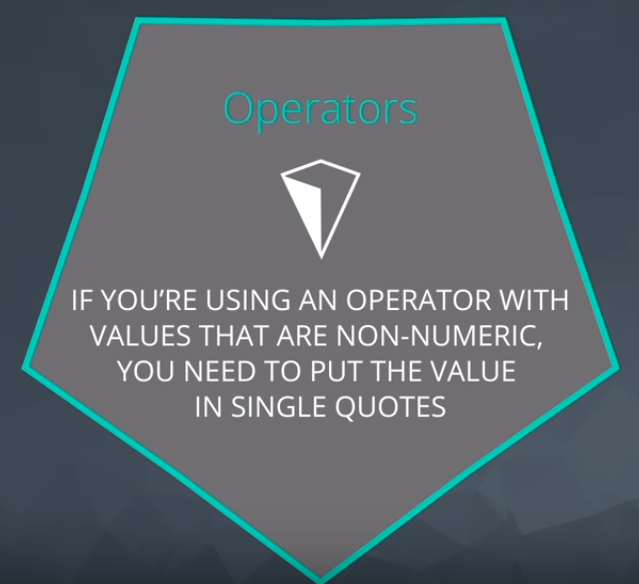 Operators
IF YOU'RE USING AN OPERATOR WITH
VALUES THAT ARE NON-NUMERIC,
YOU NEED TO PUT THE VALUE
IN SINGLE QUOTES